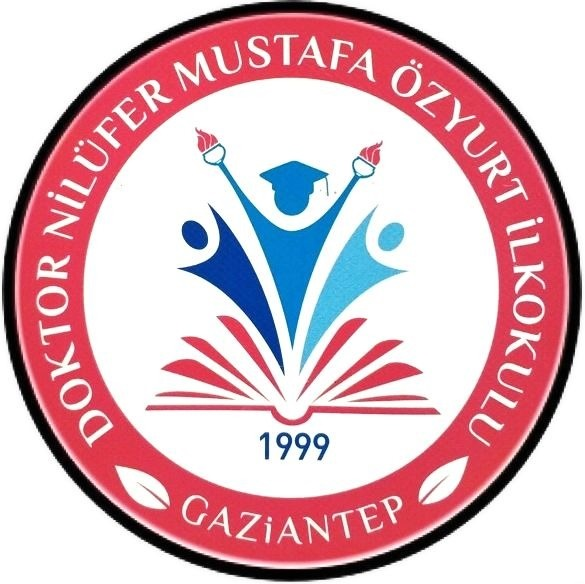 DOKTOR NİLÜFER MUSTAFA ÖZYURT İLKOKULU
1999
GAZiANTEP